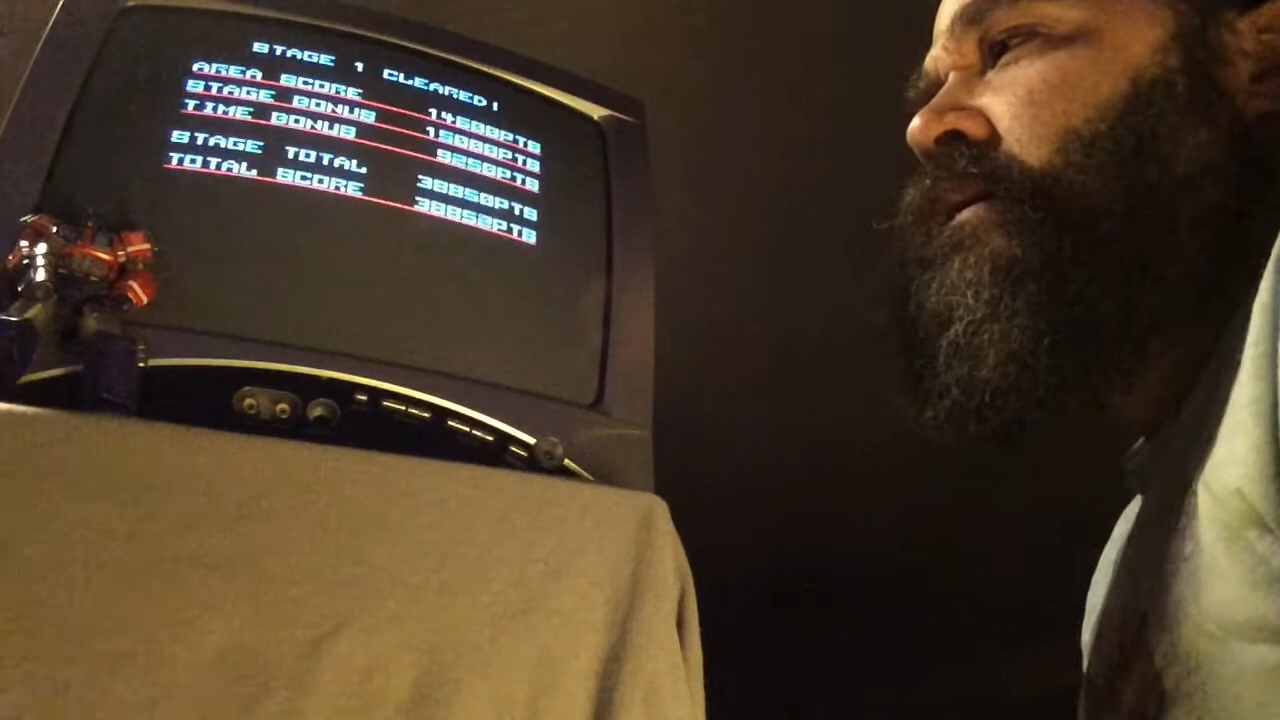 STAGE 1 CLEARED!
AREA SCORE 14600PTS
STAGE BONUS 15000PTS
TIME BONUS 9250PTS
STAGE TOTAL 38850PTS
TOTAL SCORE 38850PTS